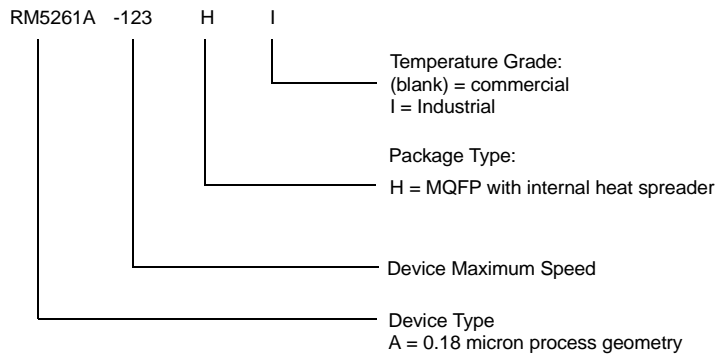 RM5261A -123 H I
Temperature Grade:
(blank) = commercial
I = Industrial
Package Type:
H = MQFP with internal heat spreader
Device Maximum Speed
Device Type
A = 0.18 micron process geometry